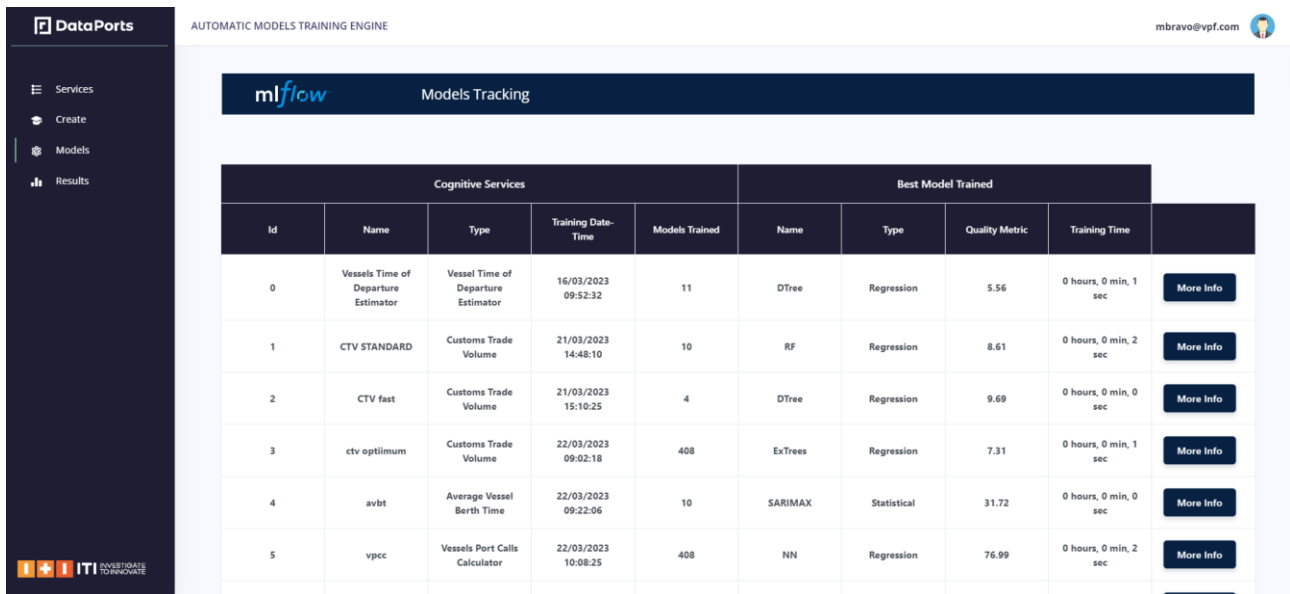 DataPorts
AUTOMATIC MODELS TRAINING ENGINE
mbravo@vpf.com
Services
Create
Models
Results
mlflow
Models Tracking
Cognitive Services
Best Model Trained
Id
Name
Type
Training Date-
Time
Models Trained
Name
Type
Quality Metric
Training Time
0
Vessels Time of
Departure
Estimator
Vessel Time of
Departure
Estimator
16/03/2023
09:52:32
11
DTree
Regression
5.56
0 hours, 0 min, 1
sec
More Info
1
CTV STANDARD
Customs Trade
Volume
21/03/2023
14:48:10
10
RF
Regression
8.61
0 hours, 0 min, 2
sec
More Info
2
CTV fast
Customs Trade
Volume
21/03/2023
15:10:25
4
DTree
Regression
9.69
0 hours, 0 min, 0
sec
More Info
3
ctv optiimum
Customs Trade
Volume
22/03/2023
09:02:18
408
ExTrees
Regression
7.31
0 hours, 0 min, 1
sec
More Info
4
avbt
Average Vessel
Berth Time
22/03/2023
09:22:06
10
SARIMAX
Statistical
31.72
0 hours, 0 min, 0
sec
More Info
5
vpcc
Vessels Port Calls
Calculator
22/03/2023
10:08:25
408
NN
Regression
76.99
0 hours, 0 min, 2
sec
More Info
ITI
INVESTIGATE
TO INNOVATE